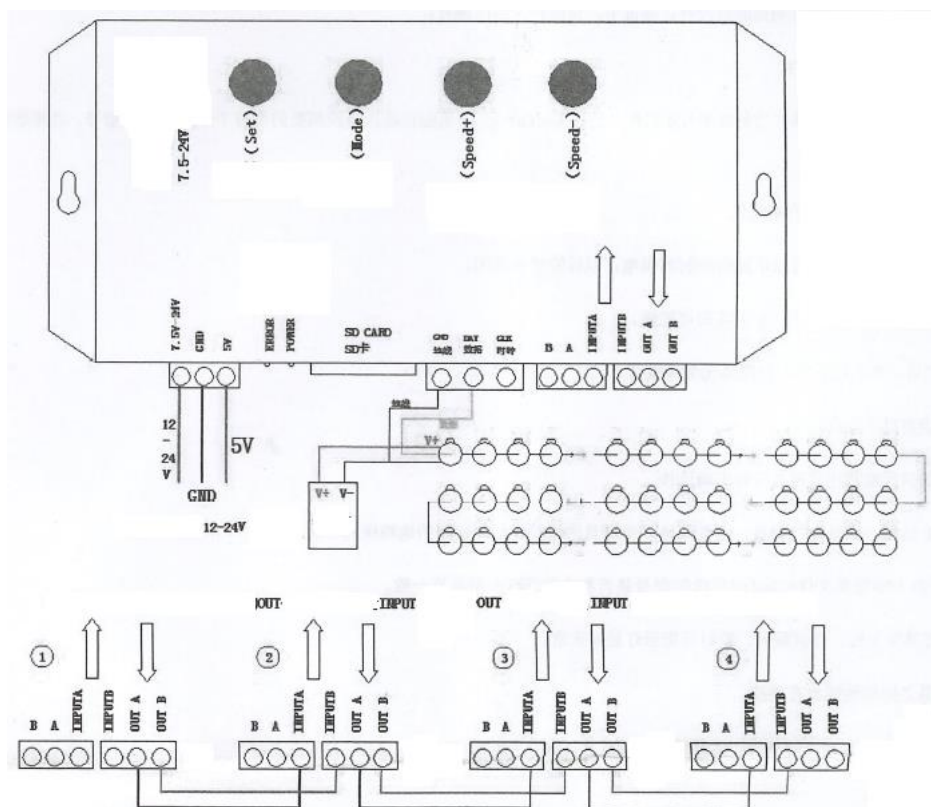 (Set)
(Mode)
(Speed+)
(Speed-)
7.5-24V
7.5V-24V
GND
5V
ERROR
POWER
SD CARD
SD卡
GND
DAT
CLK
地线
数据
时钟
B
A
INPUTA
INPUTB
OUT A
OUT B
12
-
24
V
GND
5V
12-24V
地线
V+
V+ V-
OUT
INPUT
OUT
INPUT
①
B
A
INPUTA
INPUTB
OUT A
OUT B
②
B
A
INPUTA
INPUTB
OUT A
OUT B
③
B
A
INPUTA
INPUTB
OUT A
OUT B
④
B
A
INPUTA
INPUTB
OUT A
OUT B